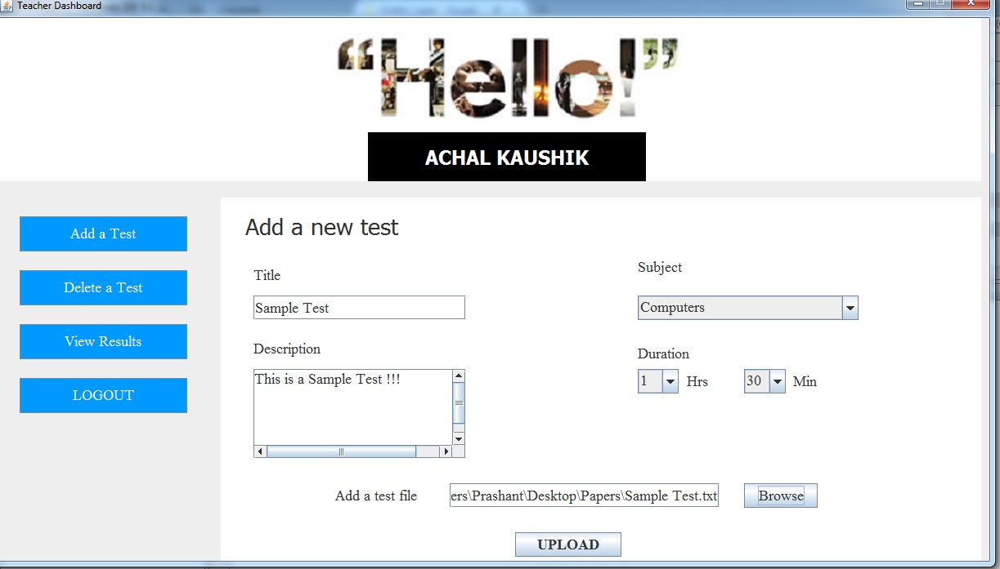 Teacher Dashboard
“Hello!”
ACHAL KAUSHIK
Add a Test
Delete a Test
View Results
LOGOUT
Add a new test
Title
Subject
Sample Test
Computers
Description
Duration
This is a Sample Test !!!
1 Hrs 30 Min
Add a test file ers\Prashant\Desktop\Papers\Sample Test.txt Browse
UPLOAD